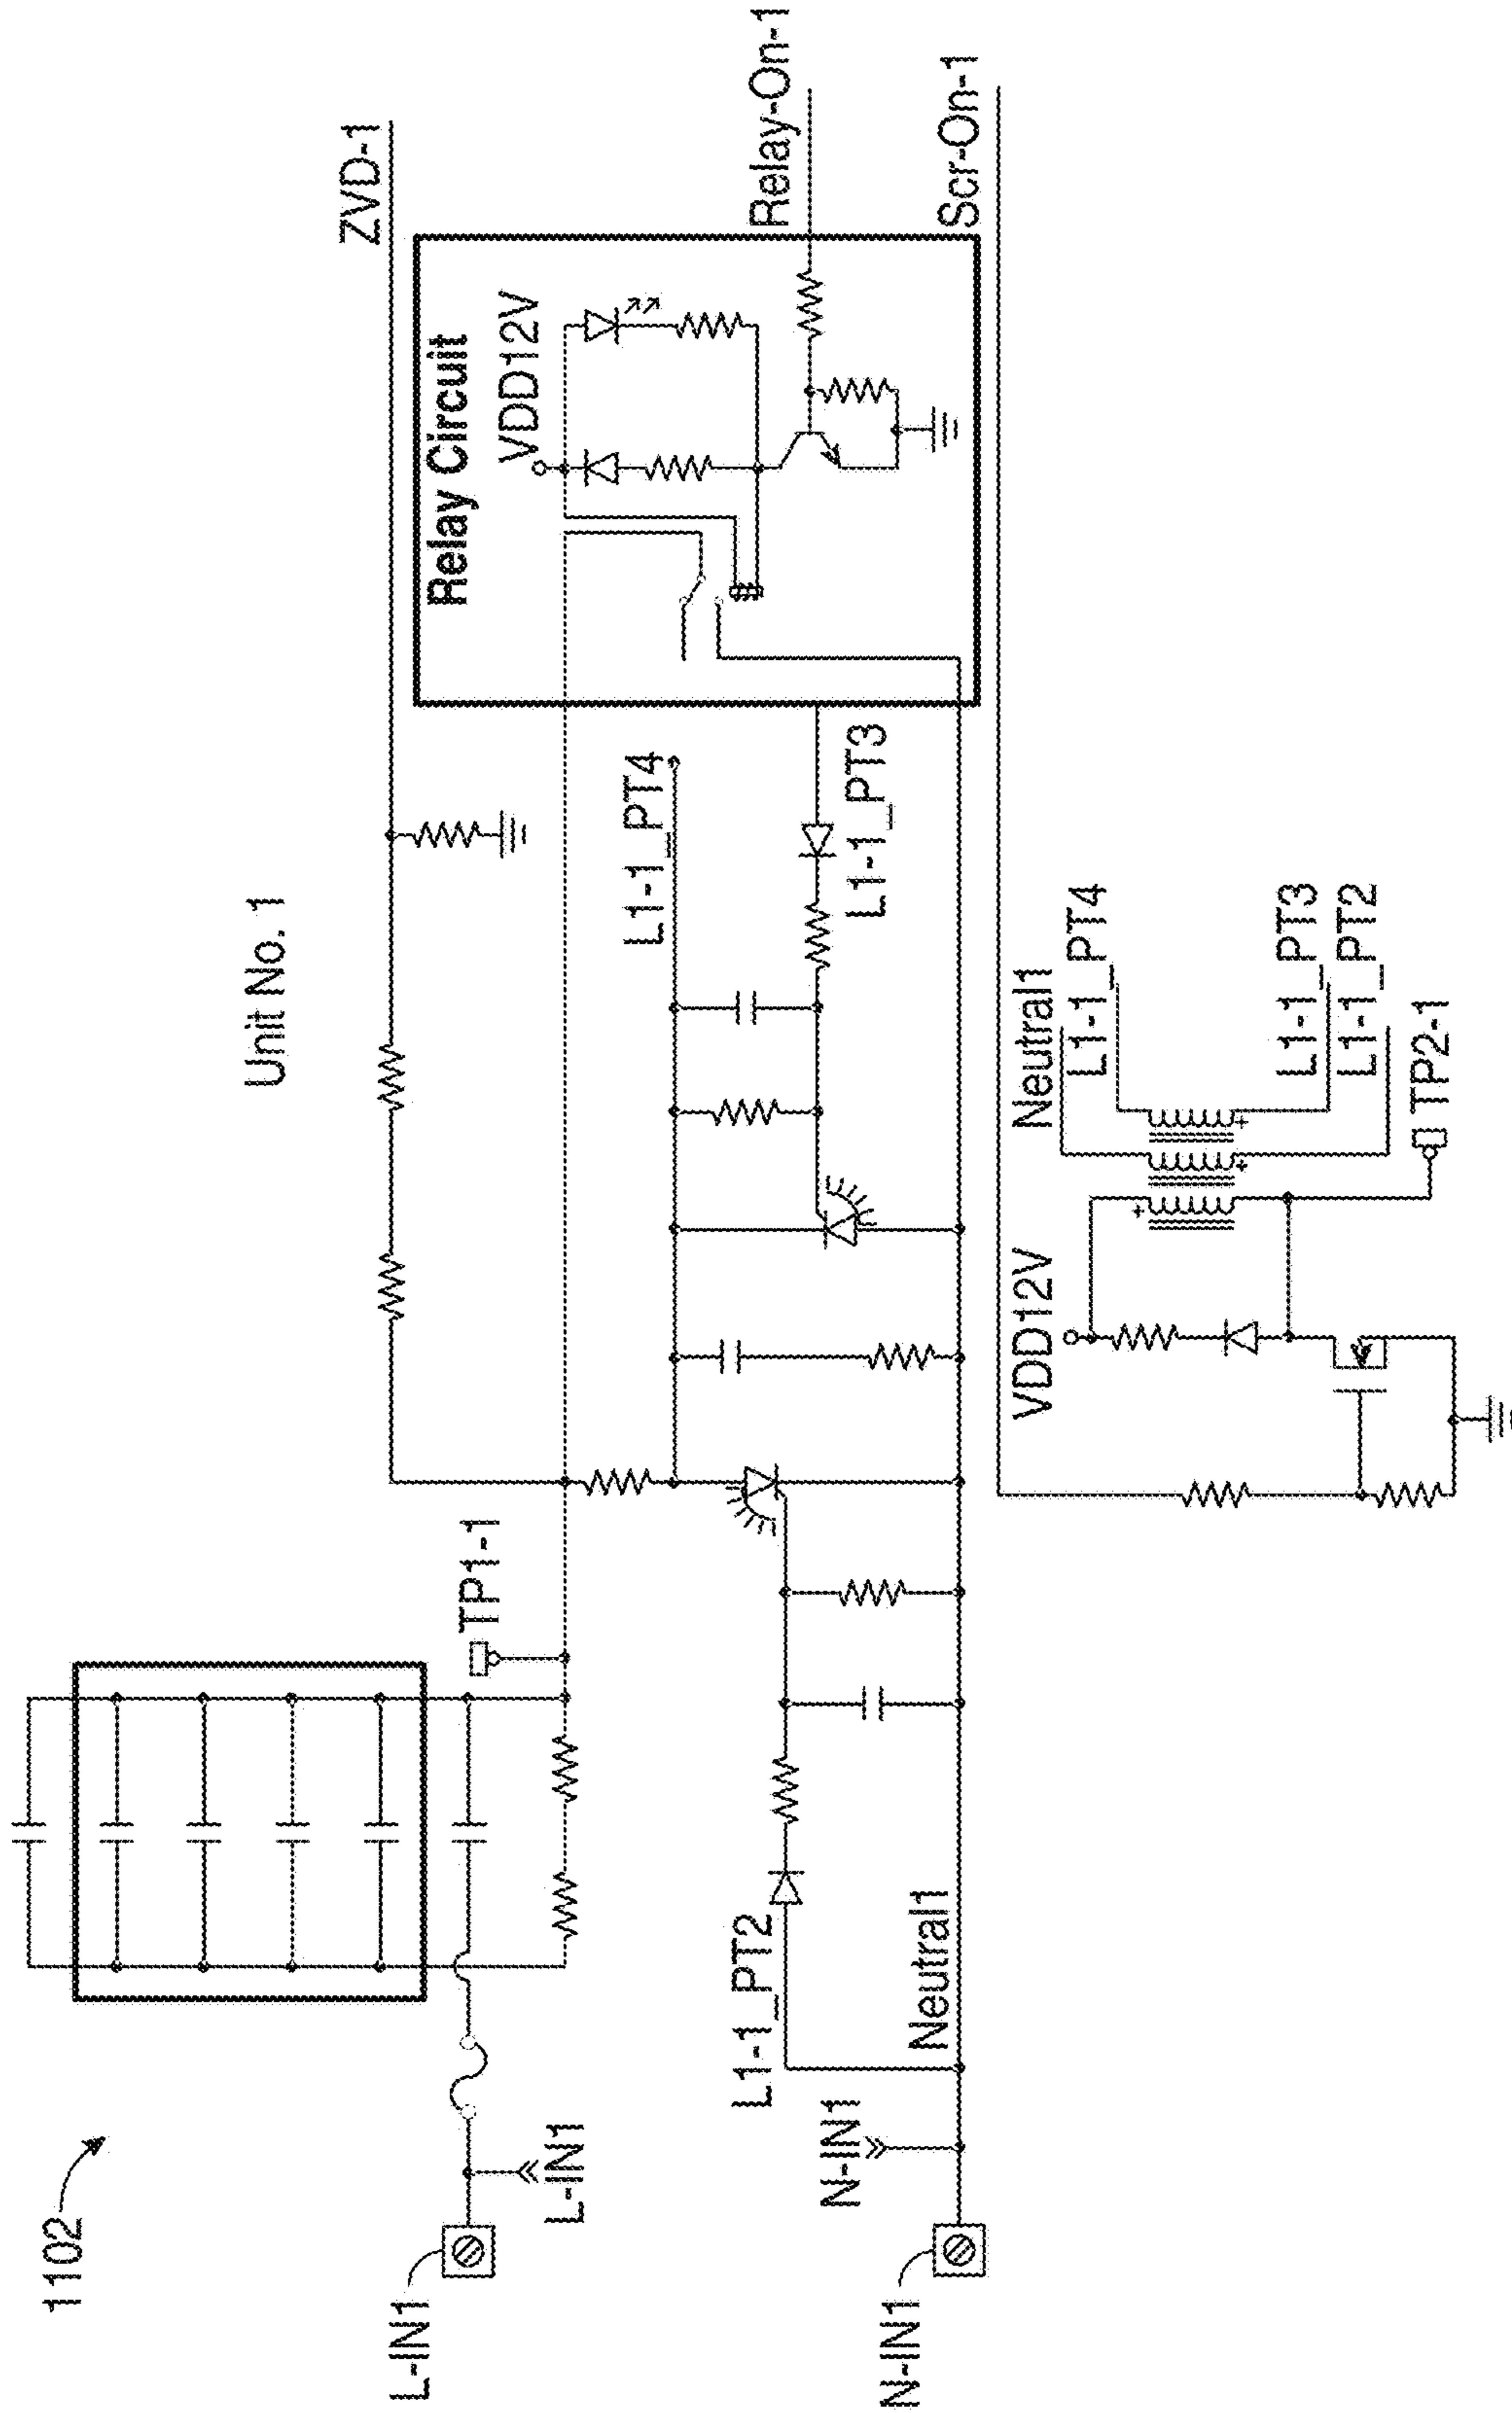 1102
Unit No. 1
ZVD-1
L-IN1
L-IN1
TP1-1
Relay Circuit
VDD12V
L1-1_PT4
Relay-On-1
L1-1_PT2
L1-1_PT3
N-IN1
N-IN1
Neutral1
Scr-On-1
VDD12V
Neutral1
L1-1_PT4
L1-1_PT3
L1-1_PT2
TP2-1